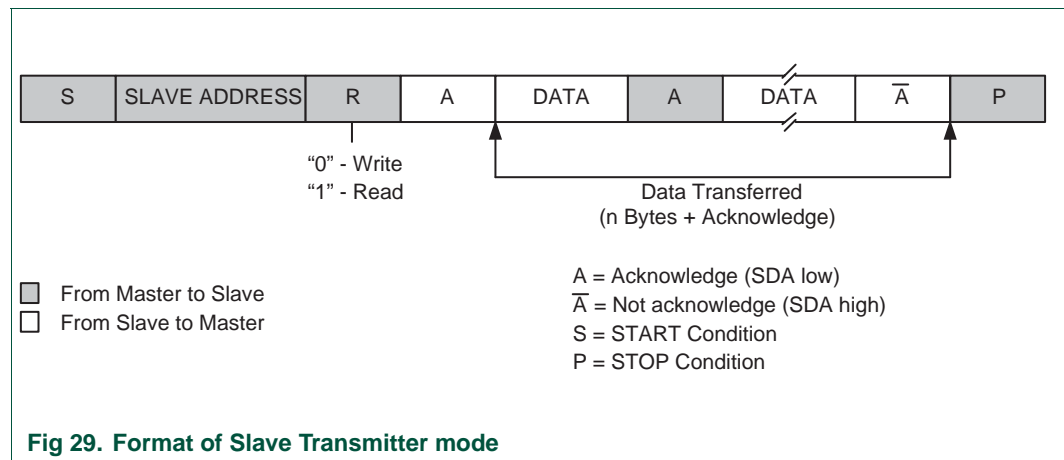 S SLAVE ADDRESS R A DATA A DATA A̅ P
“0” - Write
“1” - Read
Data Transferred
(n Bytes + Acknowledge)
A = Acknowledge (SDA low)
A̅ = Not acknowledge (SDA high)
S = START Condition
P = STOP Condition
From Master to Slave
From Slave to Master
Fig 29. Format of Slave Transmitter mode